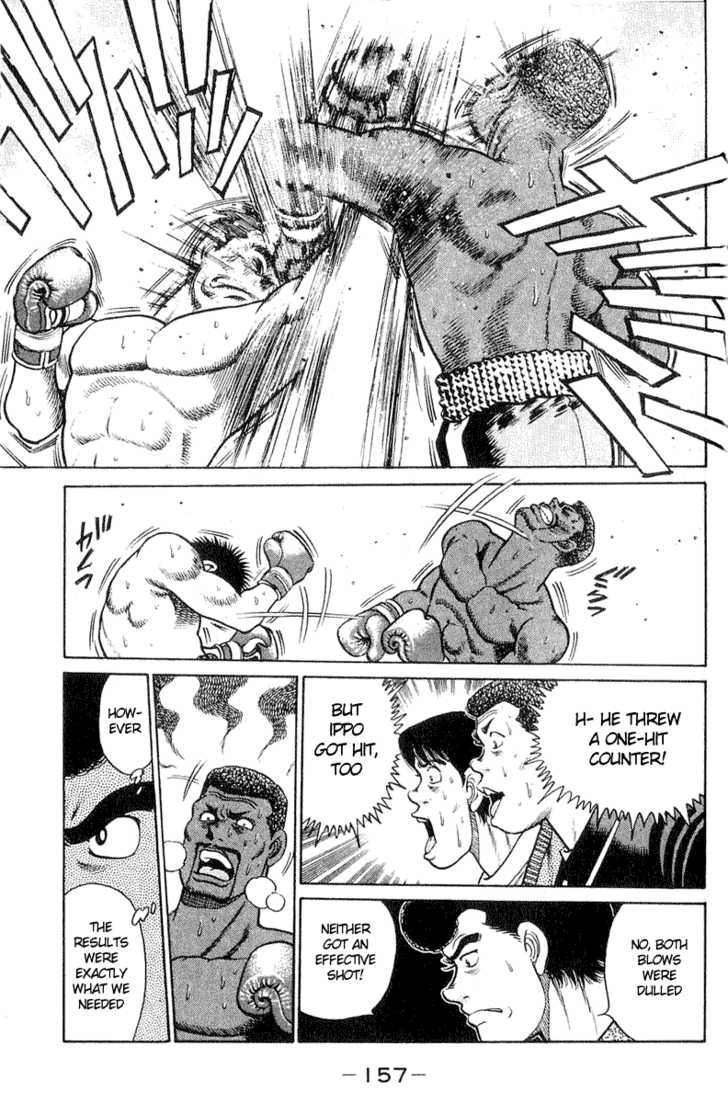 H- HE THREW
A ONE-HIT
COUNTER!
BUT
IPPO
GOT HIT,
TOO
NO, BOTH
BLOWS
WERE
DULLED
NEITHER
GOT AN
EFFECTIVE
SHOT!
HOW-
EVER
THE
RESULTS
WERE
EXACTLY
WHAT WE
NEEDED
-157-